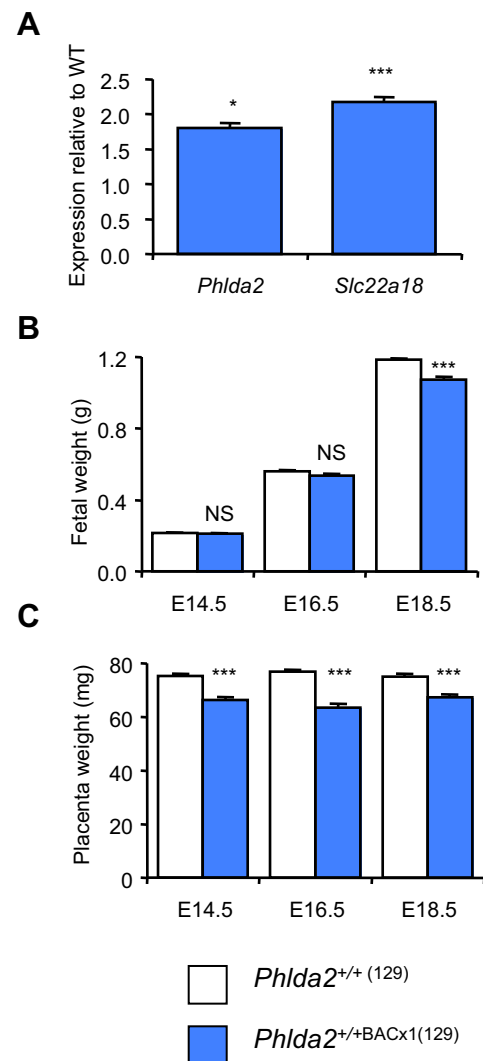 A
Expression relative to WT
2.5
2.0
1.5
1.0
0.5
0.0
*
***
Phlda2
Slc22a18
B
Fetal weight (g)
1.2
0.8
0.4
0.0
NS
NS
***
E14.5
E16.5
E18.5
C
Placenta weight (mg)
80
60
40
20
0
***
***
***
E14.5
E16.5
E18.5
Phlda2+/+ (129)
Phlda2+/+BACx1(129)